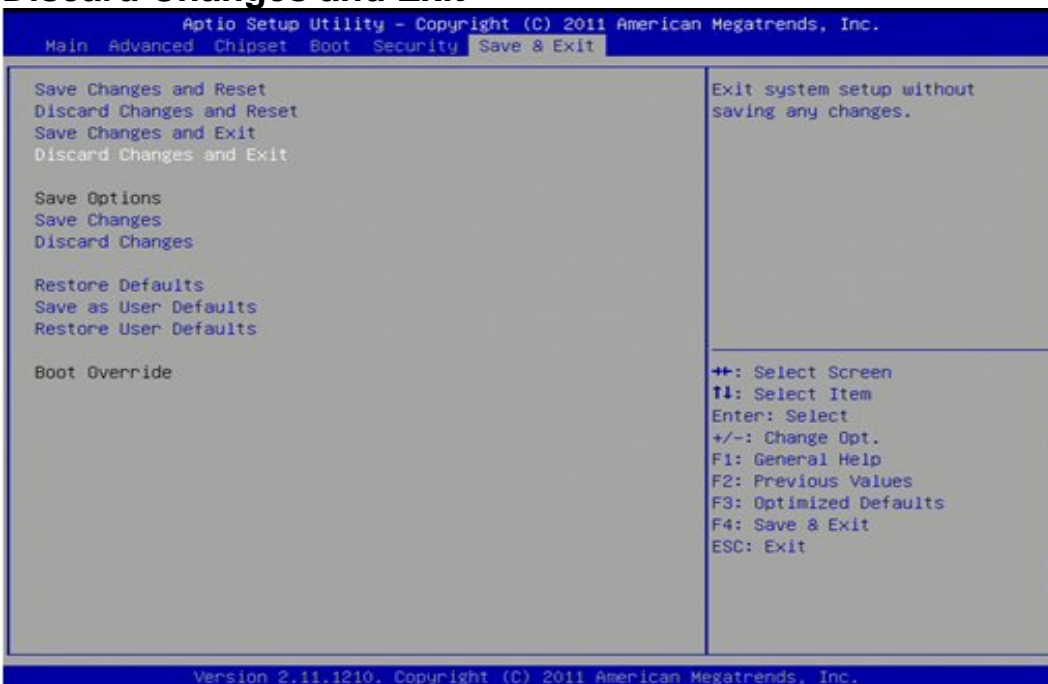 Discard Changes and Exit
Aptio Setup Utility – Copyright (C) 2011 American Megatrends, Inc.
Main Advanced Chipset Boot Security Save & Exit
Save Changes and Reset
Discard Changes and Reset
Save Changes and Exit
Discard Changes and Exit
Save Options
Save Changes
Discard Changes
Restore Defaults
Save as User Defaults
Restore User Defaults
Boot Override
Exit system setup without
saving any changes.
→←: Select Screen
↑↓: Select Item
Enter: Select
+/-: Change Opt.
F1: General Help
F2: Previous Values
F3: Optimized Defaults
F4: Save & Exit
ESC: Exit
Version 2.11.1210. Copyright (C) 2011 American Megatrends, Inc.